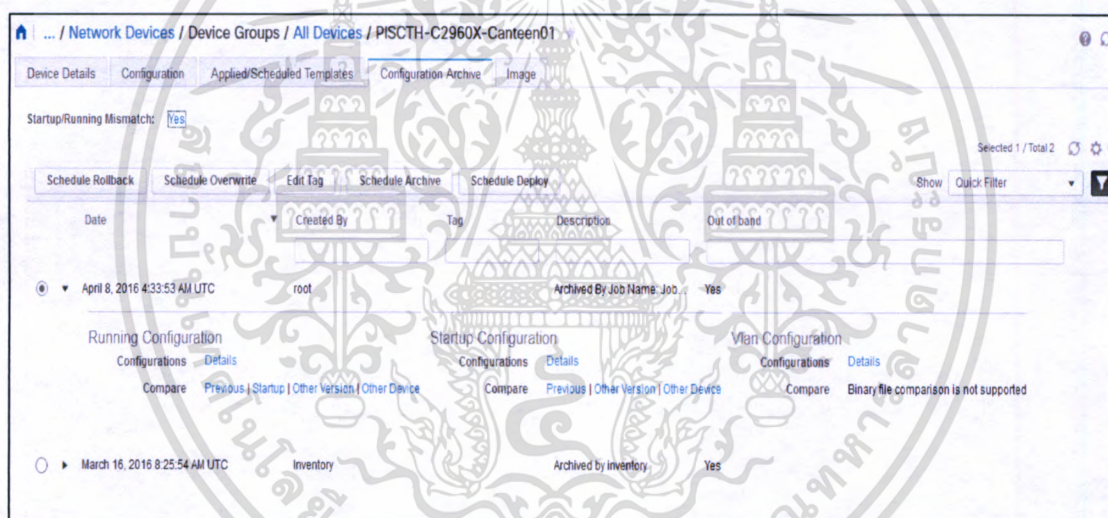 ... / Network Devices / Device Groups / All Devices / PISCTH-C2960X-Canteen01
Device Details Configuration Applied/Scheduled Templates Configuration Archive Image
Startup/Running Mismatch: Yes
Selected 1 / Total 2
Schedule Rollback Schedule Overwrite Edit Tag Schedule Archive Schedule Deploy Show Quick Filter
Date Created By Tag Description Out of band
April 8, 2016 4:33:53 AM UTC root Archived By Job Name: Job... Yes
Running Configuration Startup Configuration Vlan Configuration
Configurations Details Configurations Details Configurations Details
Compare Previous | Startup | Other Version | Other Device Compare Previous | Other Version | Other Device Compare Binary file comparison is not supported
March 16, 2016 8:25:54 AM UTC Inventory Archived by inventory Yes